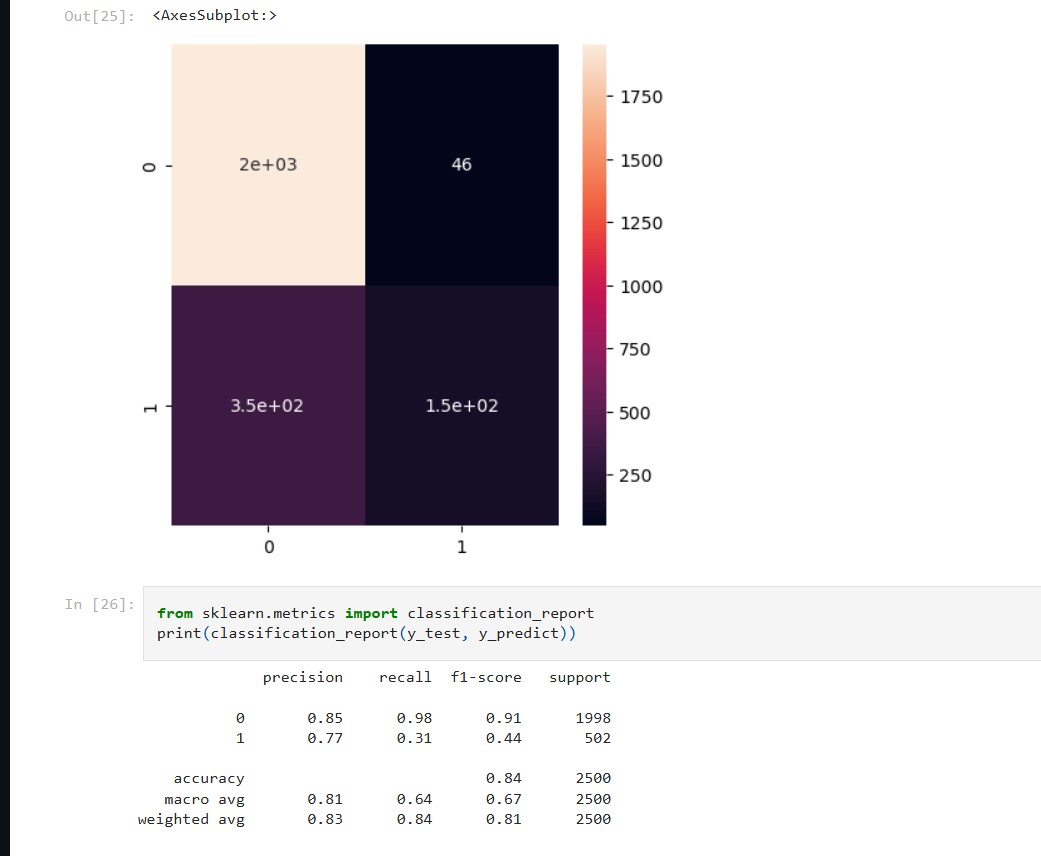 Out[25]: <AxesSubplot:>
1750
2e+03 46
0
1500
1250
1000
750
3.5e+02 1.5e+02
1
500
250
0 1
In [26]: from sklearn.metrics import classification_report
print(classification_report(y_test, y_predict))
precision recall f1-score support
0 0.85 0.98 0.91 1998
1 0.77 0.31 0.44 502
accuracy 0.84 2500
macro avg 0.81 0.64 0.67 2500
weighted avg 0.83 0.84 0.81 2500